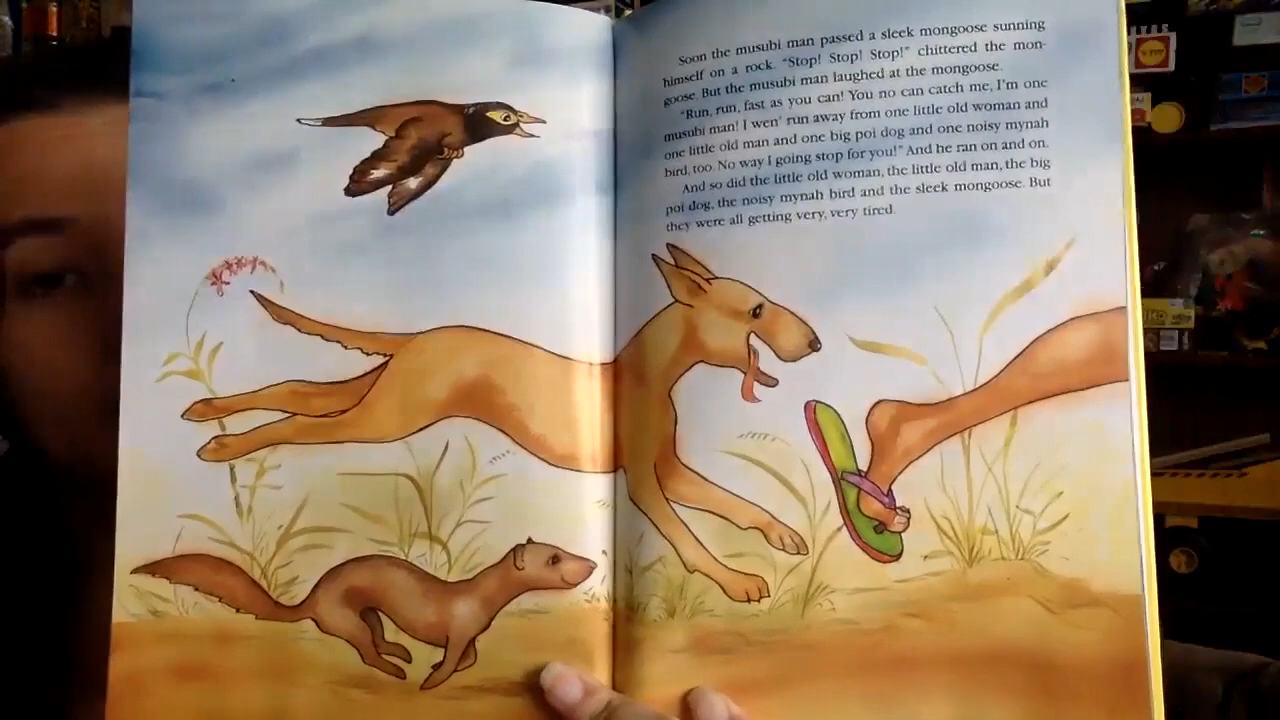 Soon the musubi man passed a sleek mongoose sunning
himself on a rock. "Stop! Stop! Stop!" chittered the mon-
goose. But the musubi man laughed at the mongoose.
"Run, run, fast as you can! You no can catch me, I'm one
musubi man! I wen' run away from one little old woman and
one little old man and one big poi dog and one noisy mynah
bird, too. No way I going stop for you!" And he ran on and on.
And so did the little old woman, the little old man, the big
poi dog, the noisy mynah bird and the sleek mongoose. But
they were all getting very, very tired.